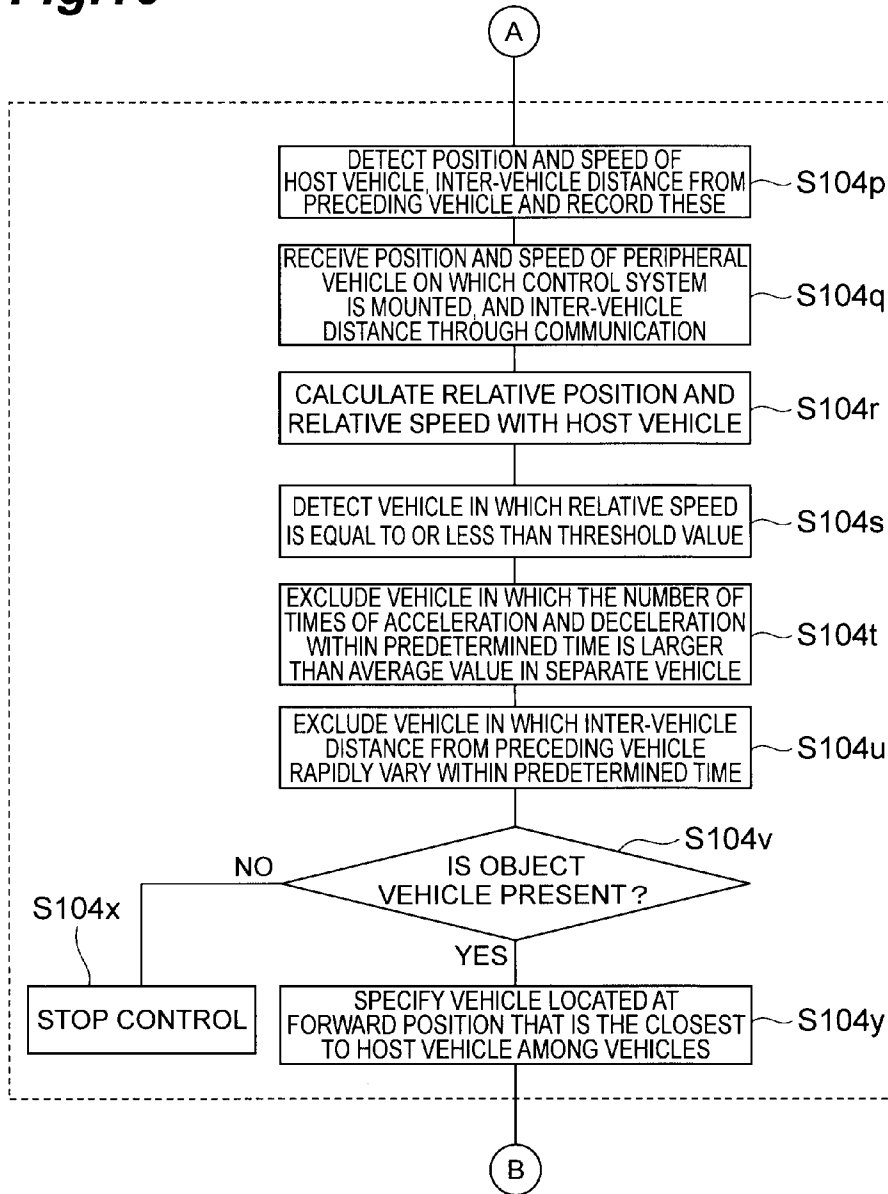 A
DETECT POSITION AND SPEED OF
HOST VEHICLE, INTER-VEHICLE DISTANCE FROM
PRECEDING VEHICLE AND RECORD THESE
S104p
RECEIVE POSITION AND SPEED OF PERIPHERAL
VEHICLE ON WHICH CONTROL SYSTEM
IS MOUNTED, AND INTER-VEHICLE
DISTANCE THROUGH COMMUNICATION
S104q
CALCULATE RELATIVE POSITION AND
RELATIVE SPEED WITH HOST VEHICLE
S104r
DETECT VEHICLE IN WHICH RELATIVE SPEED
IS EQUAL TO OR LESS THAN THRESHOLD VALUE
S104s
EXCLUDE VEHICLE IN WHICH THE NUMBER OF
TIMES OF ACCELERATION AND DECELERATION
WITHIN PREDETERMINED TIME IS LARGER
THAN AVERAGE VALUE IN SEPARATE VEHICLE
S104t
EXCLUDE VEHICLE IN WHICH INTER-VEHICLE
DISTANCE FROM PRECEDING VEHICLE
RAPIDLY VARY WITHIN PREDETERMINED TIME
S104u
IS OBJECT
VEHICLE PRESENT?
S104v
NO
YES
S104x
STOP CONTROL
SPECIFY VEHICLE LOCATED AT
FORWARD POSITION THAT IS THE CLOSEST
TO HOST VEHICLE AMONG VEHICLES
S104y
B